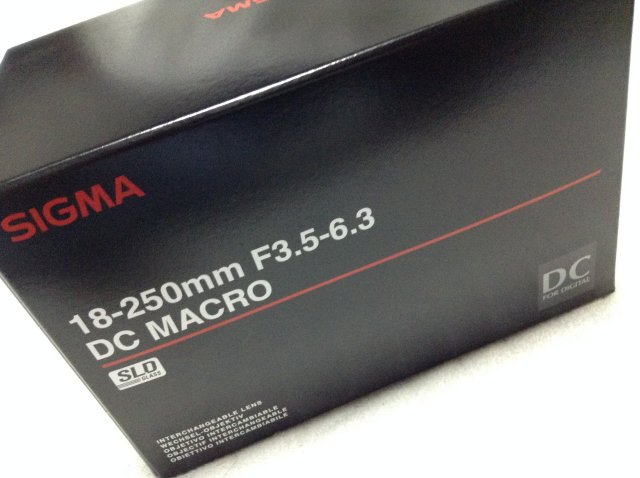 SIGMA
SIGMA
18-250mm F3.5-6.3
DC MACRO
SLD
GLASS
DC
FOR DIGITAL
INTERCHANGEABLE LENS
WECHSEL-OBJEKTIV
OBJETIVO INTERCAMBIABLE
OBJECTIF INTERCHANGEABLE
OBIETTIVO INTERCAMBIABILE